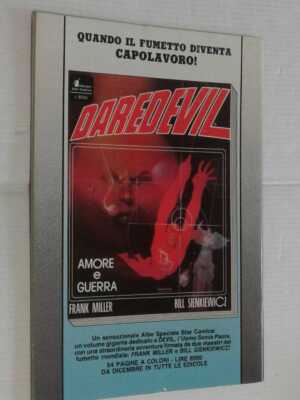 QUANDO IL FUMETTO DIVENTA
CAPOLAVORO!
DAREDEVIL
AMORE
e
GUERRA
FRANK MILLER
BILL SIENKIEWICZ
Un sensazionale Albo Speciale Star Comics:
un volume gigante dedicato a DEVIL, l'Uomo Senza Paura,
con una straordinaria avventura firmata da due maestri del
fumetto mondiale: FRANK MILLER e BILL SIENKIEWICZ!
64 PAGINE A COLORI - LIRE 8000
DA DICEMBRE IN TUTTE LE EDICOLE